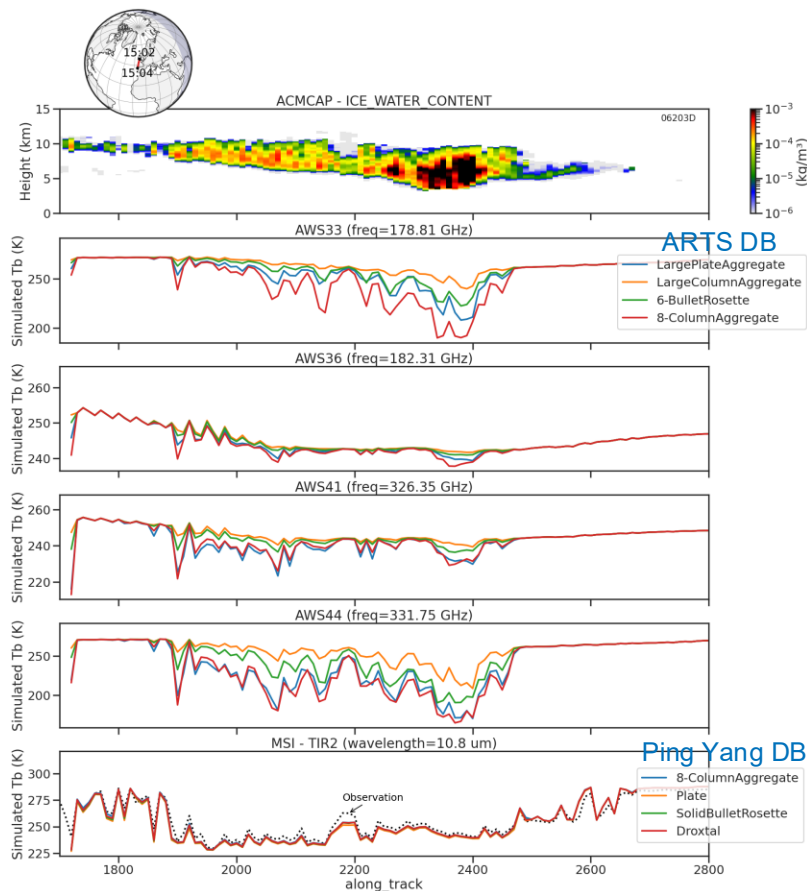 15:02
15:04
ACMCAP - ICE_WATER_CONTENT
06203D
Height (km)
15
10
5
0
10⁻³
10⁻⁴
10⁻⁵
10⁻⁶
(kg/m³)
AWS33 (freq=178.81 GHz)
ARTS DB
Simulated Tb (K)
250
200
LargePlateAggregate
LargeColumnAggregate
6-BulletRosette
8-ColumnAggregate
AWS36 (freq=182.31 GHz)
Simulated Tb (K)
260
250
240
AWS41 (freq=326.35 GHz)
Simulated Tb (K)
260
240
220
AWS44 (freq=331.75 GHz)
Simulated Tb (K)
250
200
MSI - TIR2 (wavelength=10.8 um)
Ping Yang DB
Simulated Tb (K)
300
275
250
225
Observation
8-ColumnAggregate
Plate
SolidBulletRosette
Droxtal
1800 2000 2200 2400 2600 2800
along_track